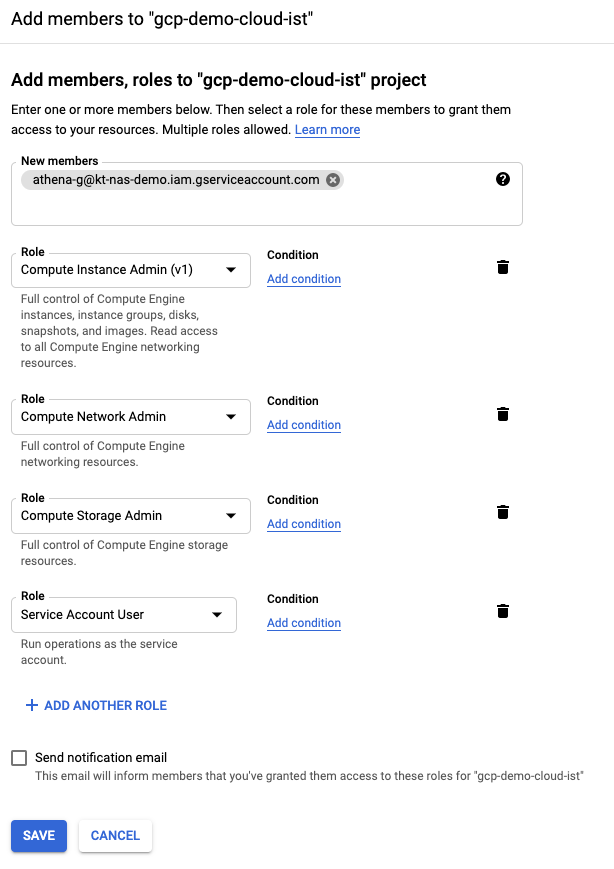 Add members to "gcp-demo-cloud-ist"
Add members, roles to "gcp-demo-cloud-ist" project
Enter one or more members below. Then select a role for these members to grant them
access to your resources. Multiple roles allowed. Learn more
New members
athena-g@kt-nas-demo.iam.gserviceaccount.com
Role
Compute Instance Admin (v1)
Full control of Compute Engine
instances, instance groups, disks,
snapshots, and images. Read access
to all Compute Engine networking
resources.
Condition
Add condition
Role
Compute Network Admin
Full control of Compute Engine
networking resources.
Condition
Add condition
Role
Compute Storage Admin
Full control of Compute Engine storage
resources.
Condition
Add condition
Role
Service Account User
Run operations as the service
account.
Condition
Add condition
ADD ANOTHER ROLE
Send notification email
This email will inform members that you've granted them access to these roles for "gcp-demo-cloud-ist"
SAVE
CANCEL